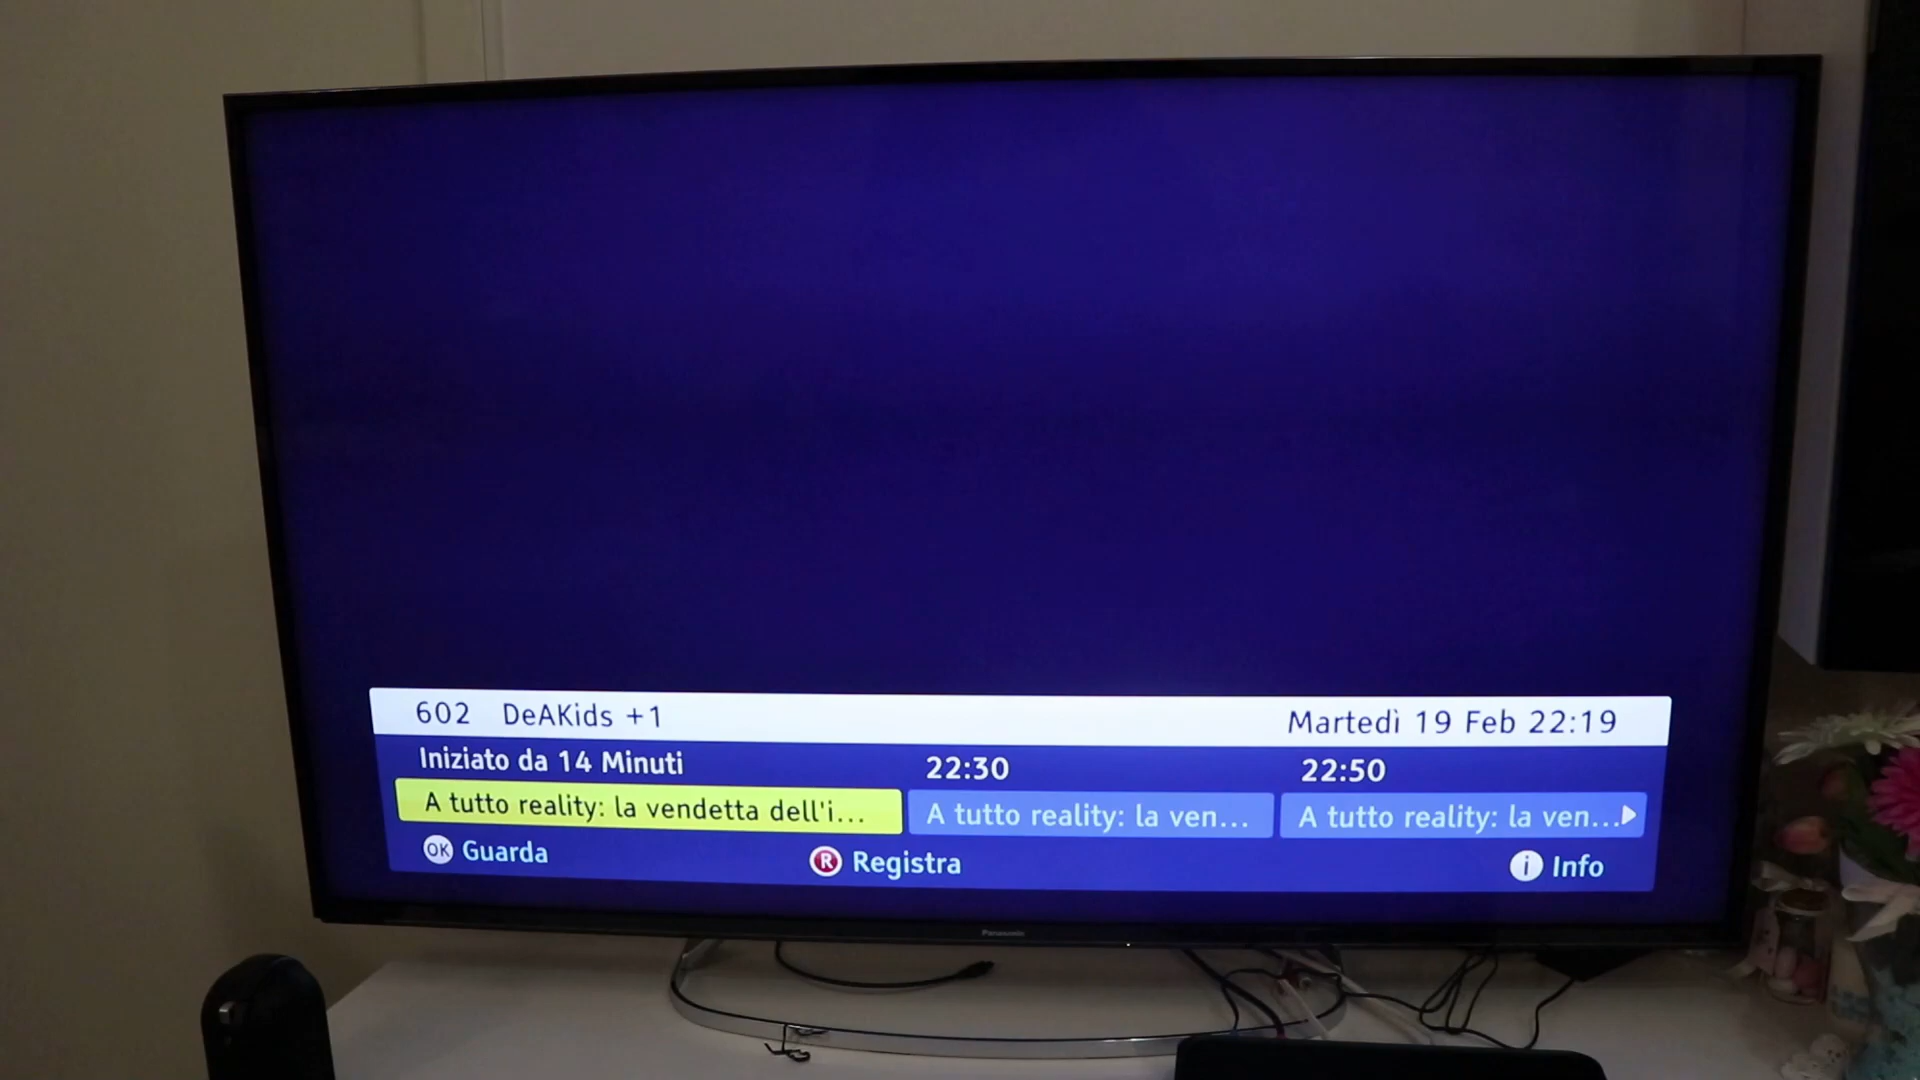 602 DeAKids +1 Martedì 19 Feb 22:19
Iniziato da 14 Minuti 22:30 22:50
A tutto reality: la vendetta dell'i... A tutto reality: la ven... A tutto reality: la ven...
OK Guarda R Registra i Info
Panasonic